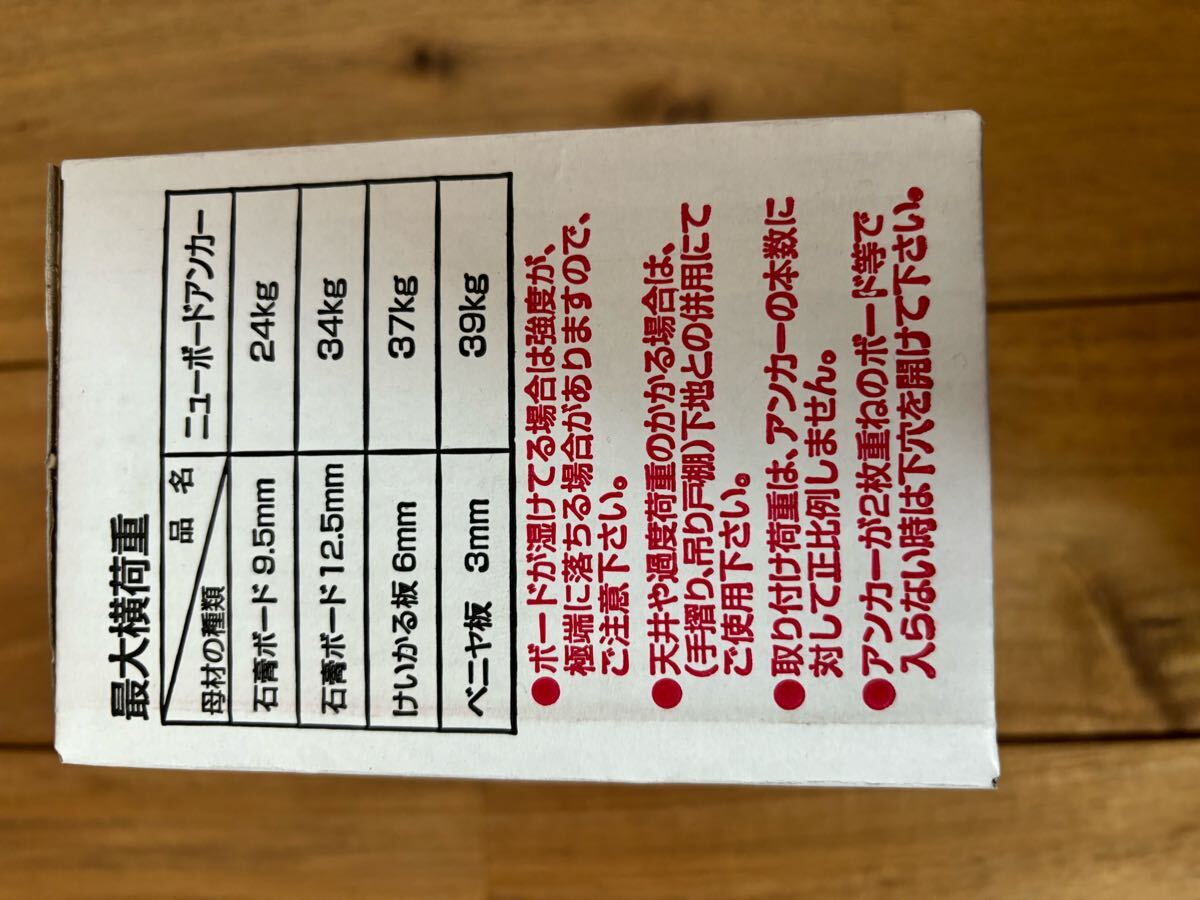 最大横荷重
品 名
母材の種類
ニューボードアンカー
石膏ボード 9.5mm 24kg
石膏ボード 12.5mm 34kg
けいかる板 6mm 37kg
ベニヤ板 3mm 39kg
●ボードが湿けてる場合は強度が、
極端に落ちる場合がありますので、
ご注意下さい。
●天井や過度荷重のかかる場合は、
(手摺り、吊り戸棚)下地との併用にて
ご使用下さい。
●取り付け荷重は、アンカーの本数に
対して正比例しません。
●アンカーが2枚重ねのボード等で
入らない時は下穴を開けて下さい。